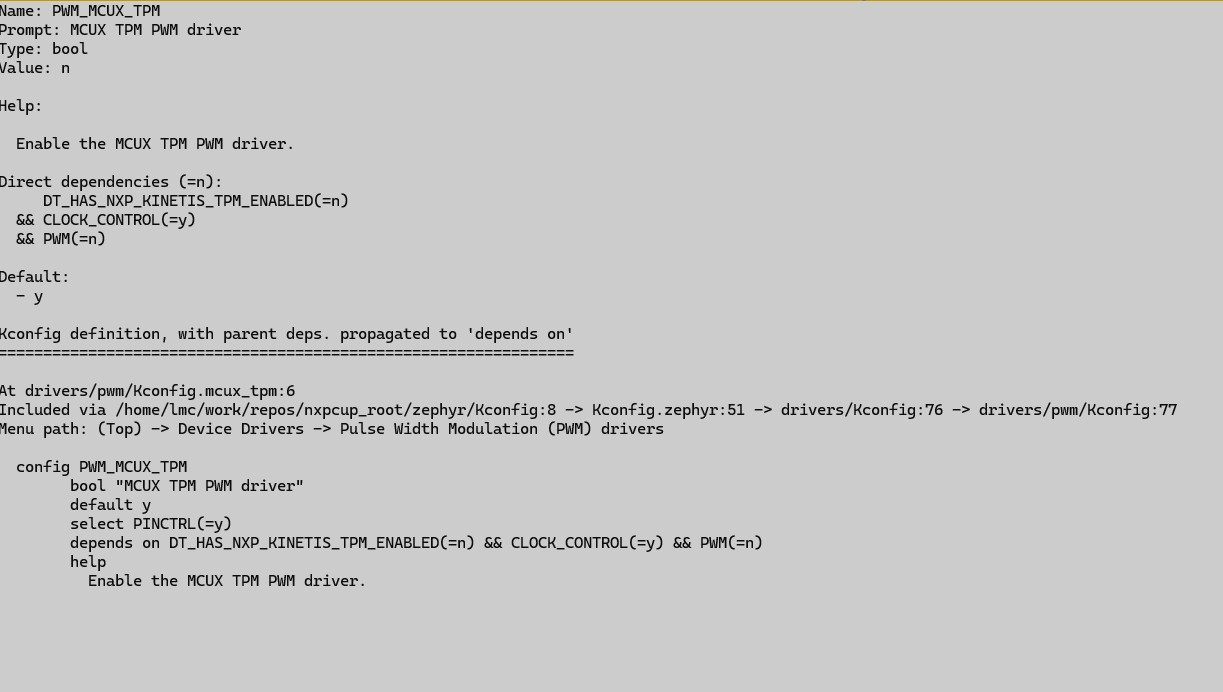 Name: PWM_MCUX_TPM
Prompt: MCUX TPM PWM driver
Type: bool
Value: n
Help:
Enable the MCUX TPM PWM driver.
Direct dependencies (=n):
DT_HAS_NXP_KINETIS_TPM_ENABLED(=n)
&& CLOCK_CONTROL(=y)
&& PWM(=n)
Default:
- y
Kconfig definition, with parent deps. propagated to 'depends on'
================================================================
At drivers/pwm/Kconfig.mcux_tpm:6
Included via /home/lmc/work/repos/nxpcup_root/zephyr/Kconfig:8 -> Kconfig.zephyr:51 -> drivers/Kconfig:76 -> drivers/pwm/Kconfig:77
Menu path: (Top) -> Device Drivers -> Pulse Width Modulation (PWM) drivers
config PWM_MCUX_TPM
bool "MCUX TPM PWM driver"
default y
select PINCTRL(=y)
depends on DT_HAS_NXP_KINETIS_TPM_ENABLED(=n) && CLOCK_CONTROL(=y) && PWM(=n)
help
Enable the MCUX TPM PWM driver.